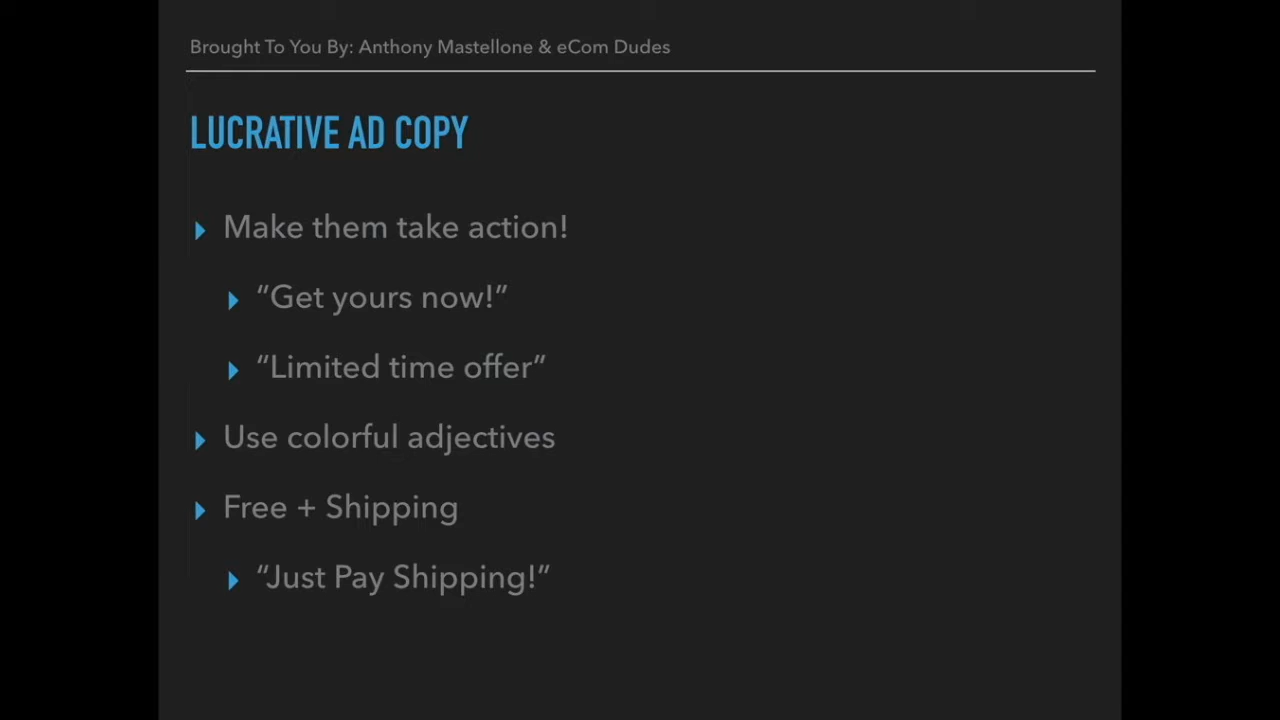 Brought To You By: Anthony Mastellone & eCom Dudes
LUCRATIVE AD COPY
Make them take action!
“Get yours now!”
“Limited time offer”
Use colorful adjectives
Free + Shipping
“Just Pay Shipping!”